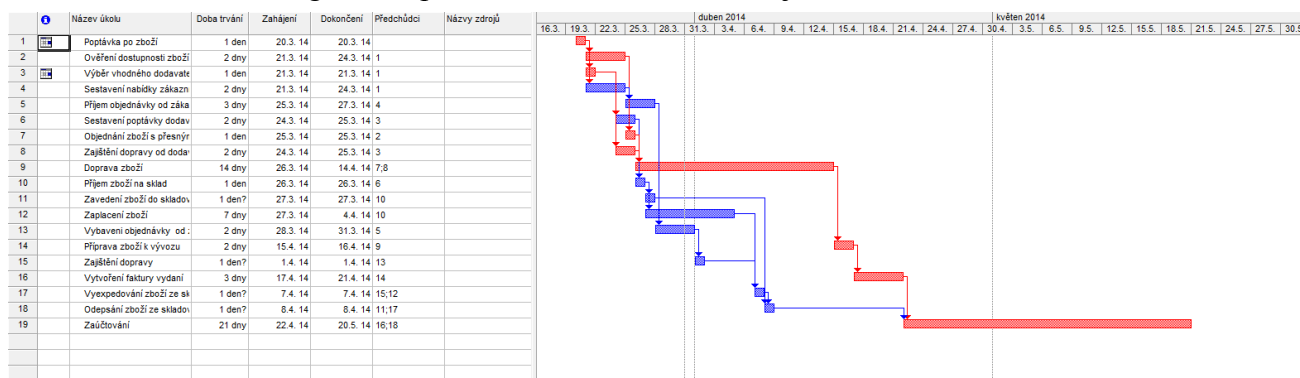 Název úkolu Doba trvání Zahájení Dokončení Předchůdci Názvy zdrojů duben 2014 květen 2014
16.3. 19.3. 22.3. 25.3. 28.3. 31.3. 3.4. 6.4. 9.4. 12.4. 15.4. 18.4. 21.4. 24.4. 27.4. 30.4. 3.5. 6.5. 9.5. 12.5. 15.5. 18.5. 21.5. 24.5. 27.5. 30.5
1 Poptávka po zboží 1 den 20.3. 14 20.3. 14
2 Ověření dostupnosti zboží 2 dny 21.3. 14 24.3. 14 1
3 Výběr vhodného dodavate 1 den 21.3. 14 21.3. 14 1
4 Sestavení nabídky zákazn 2 dny 21.3. 14 24.3. 14 1
5 Příjem objednávky od záka 3 dny 25.3. 14 27.3. 14 4
6 Sestavení poptávky dodav 2 dny 24.3. 14 25.3. 14 3
7 Objednání zboží s přesnýr 1 den 25.3. 14 25.3. 14 2
8 Zajištění dopravy od doda 2 dny 24.3. 14 25.3. 14 3
9 Doprava zboží 14 dny 26.3. 14 14.4. 14 7;8
10 Příjem zboží na sklad 1 den 26.3. 14 26.3. 14 6
11 Zavedení zboží do skladov 1 den? 27.3. 14 27.3. 14 10
12 Zaplacení zboží 7 dny 27.3. 14 4.4. 14 10
13 Vybavení objednávky od 2 dny 28.3. 14 31.3. 14 5
14 Příprava zboží k vývozu 2 dny 15.4. 14 16.4. 14 9
15 Zajištění dopravy 1 den? 1.4. 14 1.4. 14 13
16 Vytvoření faktury vydaní 3 dny 17.4. 14 21.4. 14 14
17 Vyexpedování zboží ze sk 1 den? 7.4. 14 7.4. 14 15;12
18 Odepsání zboží ze skladov 1 den? 8.4. 14 8.4. 14 11;17
19 Zaúčtování 21 dny 22.4. 14 20.5. 14 16;18